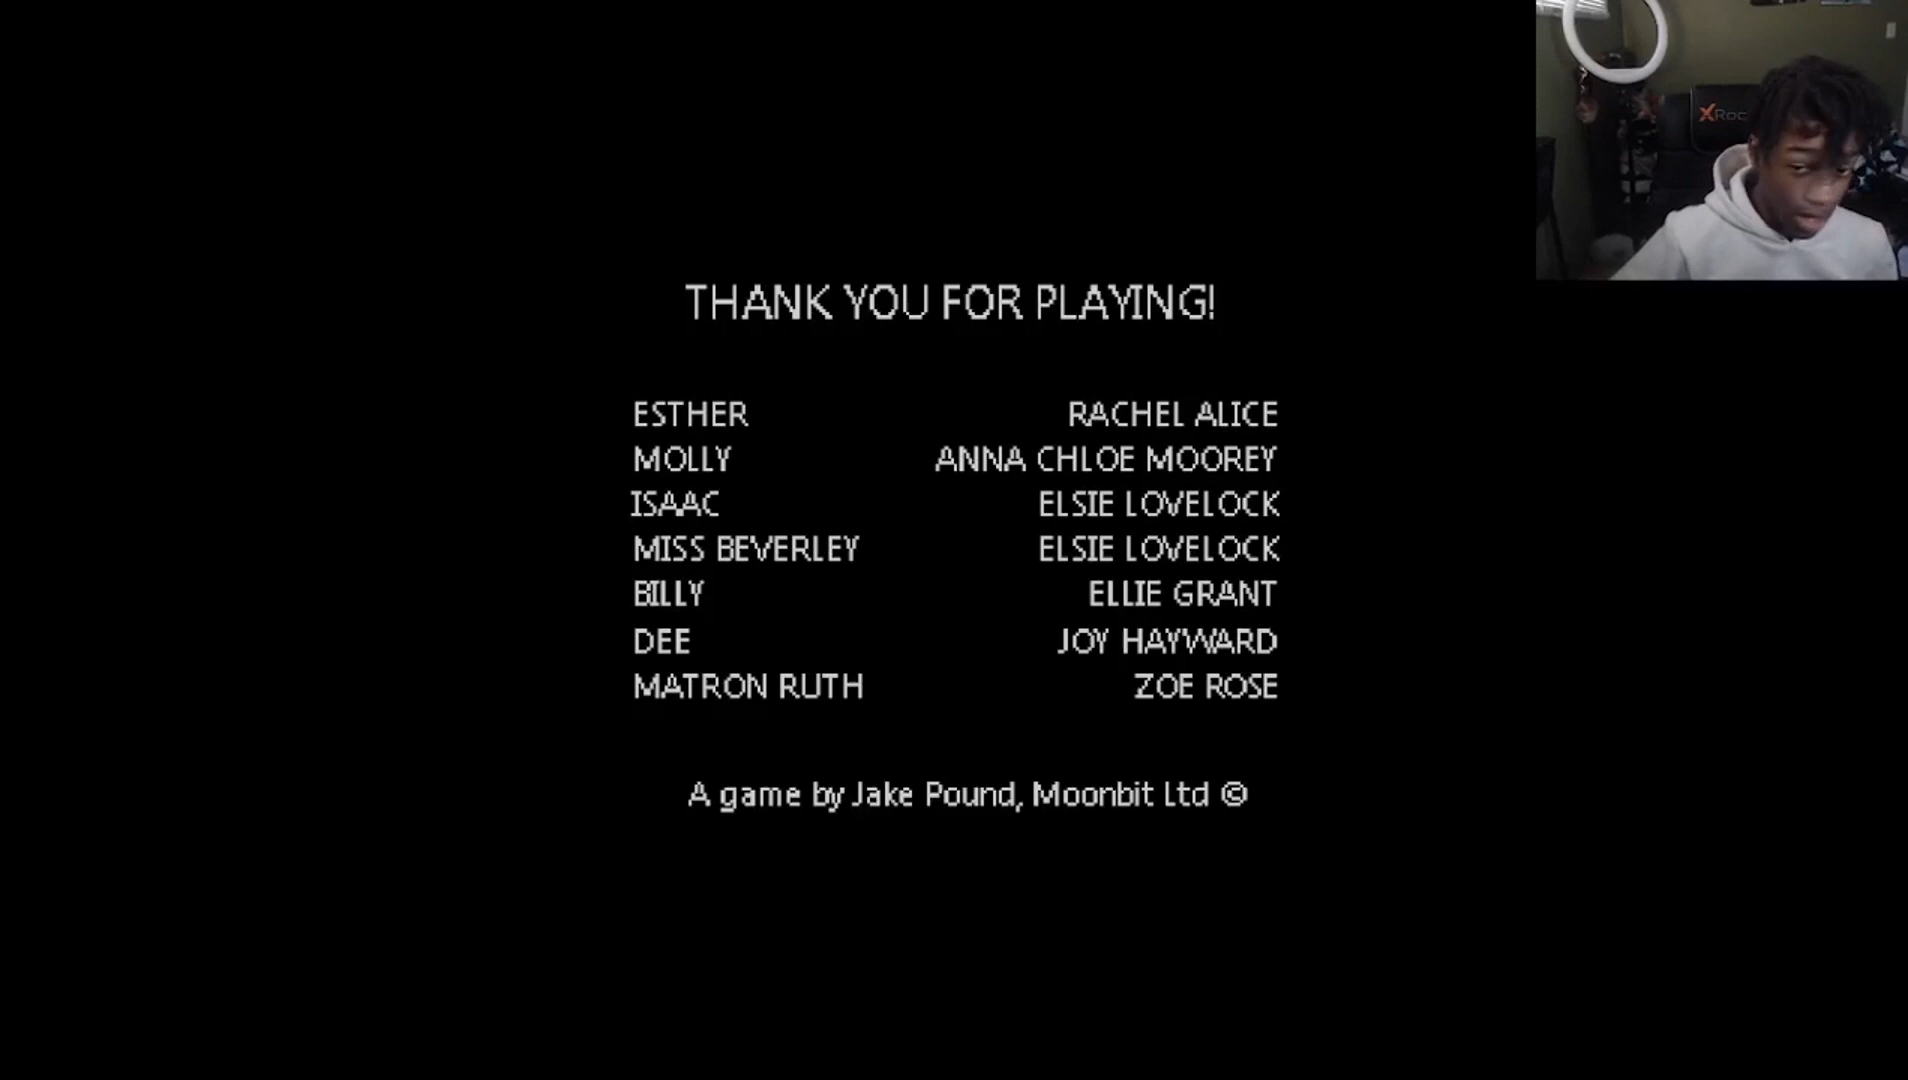 THANK YOU FOR PLAYING!
ESTHER RACHEL ALICE
MOLLY ANNA CHLOE MOOREY
ISAAC ELSIE LOVELOCK
MISS BEVERLEY ELSIE LOVELOCK
BILLY ELLIE GRANT
DEE JOY HAYWARD
MATRON RUTH ZOE ROSE
A game by Jake Pound, Moonbit Ltd ©
XRoc